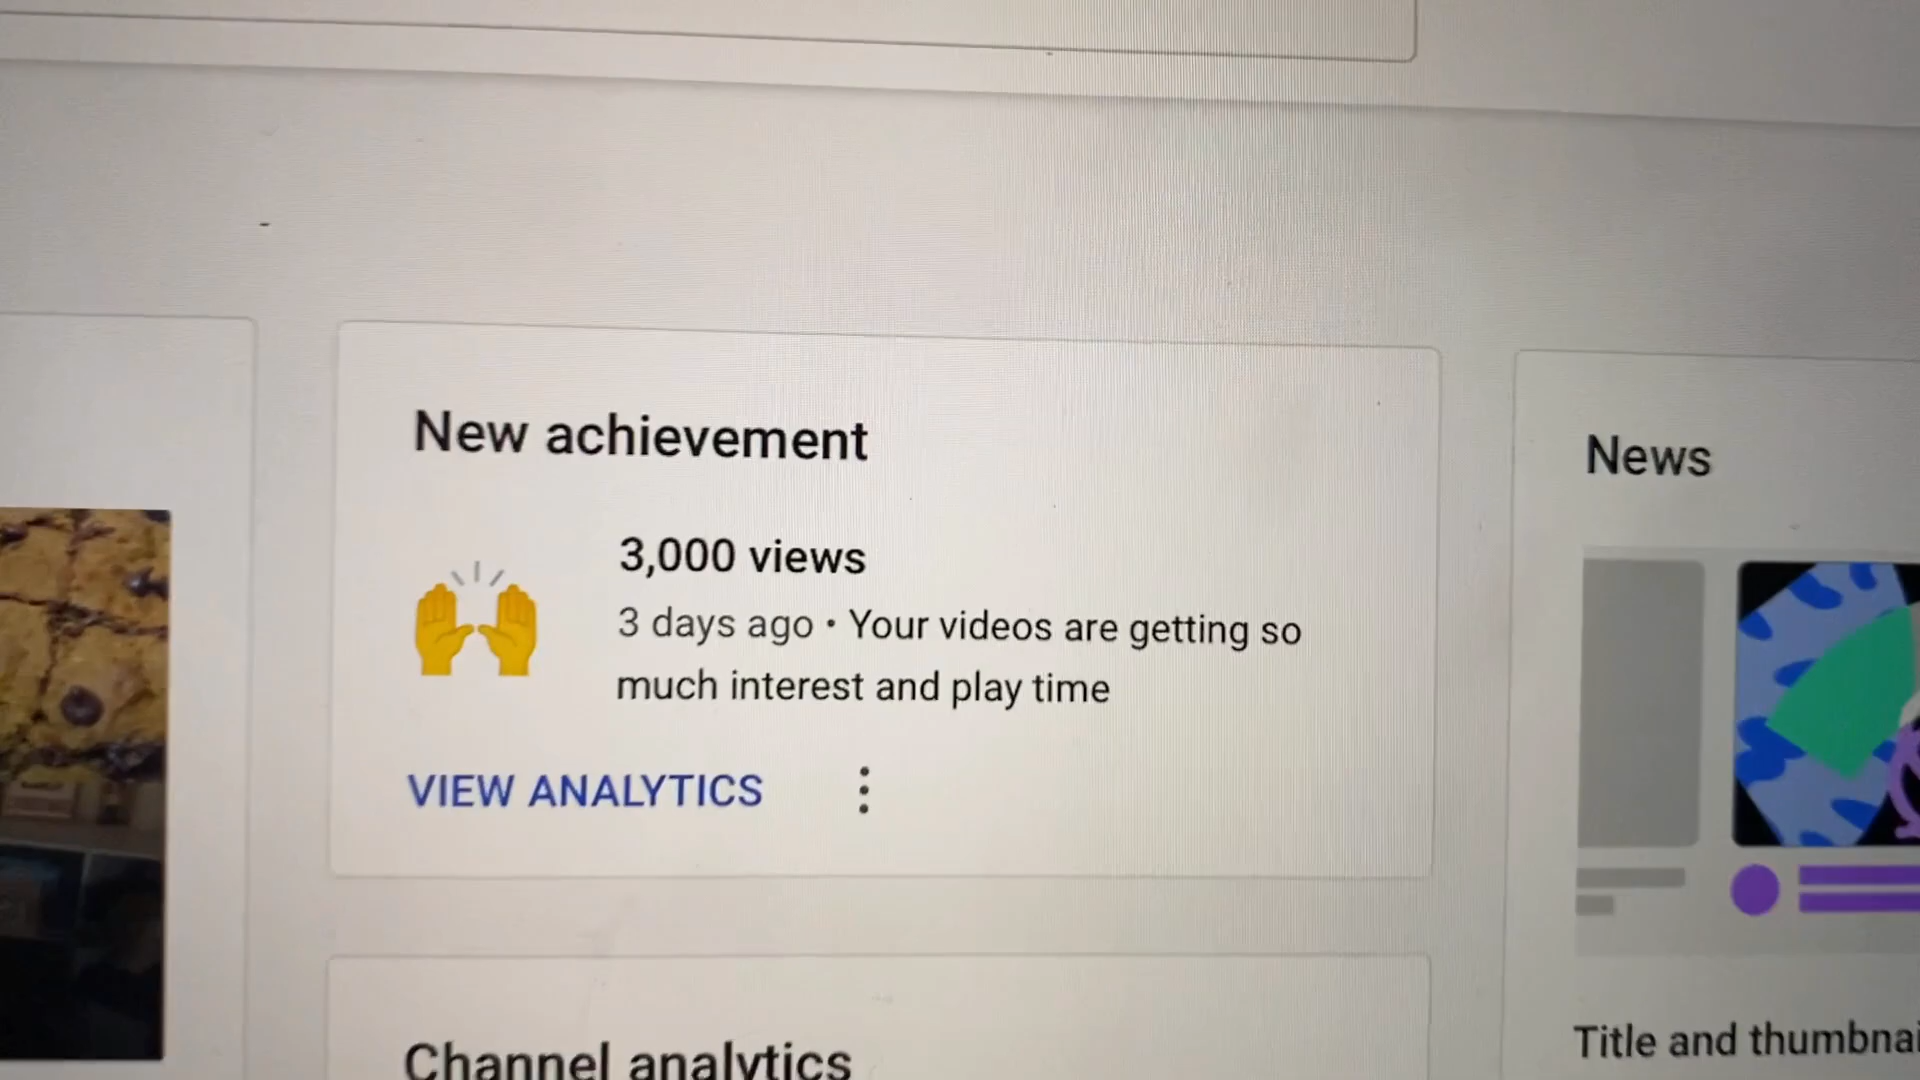 New achievement
3,000 views
3 days ago • Your videos are getting so
much interest and play time
VIEW ANALYTICS
Channel analytics
News
Title and